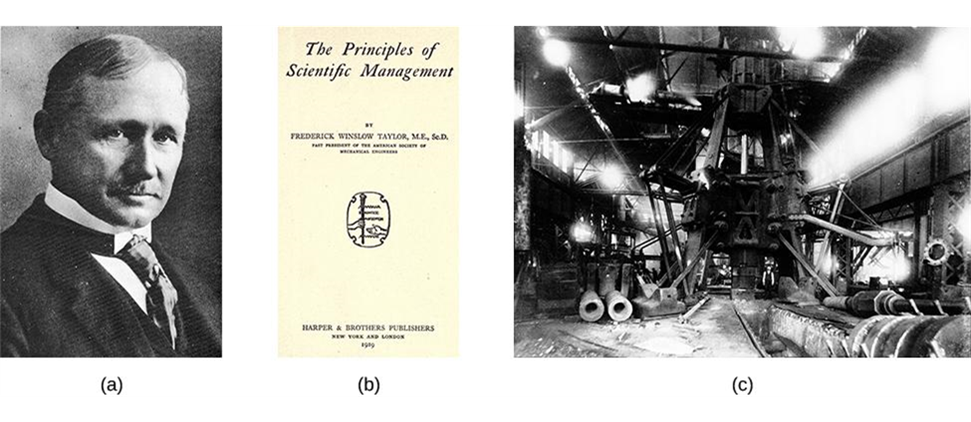 The Principles of
Scientific Management
BY
FREDERICK WINSLOW TAYLOR, M.E., Sc.D.
PAST PRESIDENT OF THE AMERICAN SOCIETY OF
MECHANICAL ENGINEERS
HARPER & BROTHERS PUBLISHERS
NEW YORK AND LONDON
1919
(a)
(b)
(c)